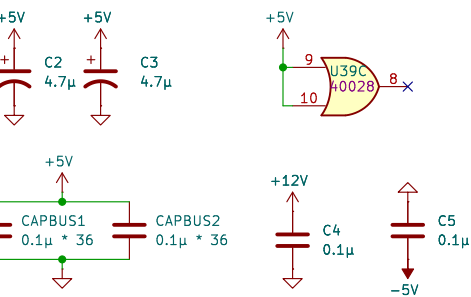 +5V
+5V
+5V
+
C2
4.7µ
+
C3
4.7µ
9
10
U39C
40028
8
+5V
CAPBUS1
0.1µ * 36
CAPBUS2
0.1µ * 36
+12V
C4
0.1µ
C5
0.1µ
-5V